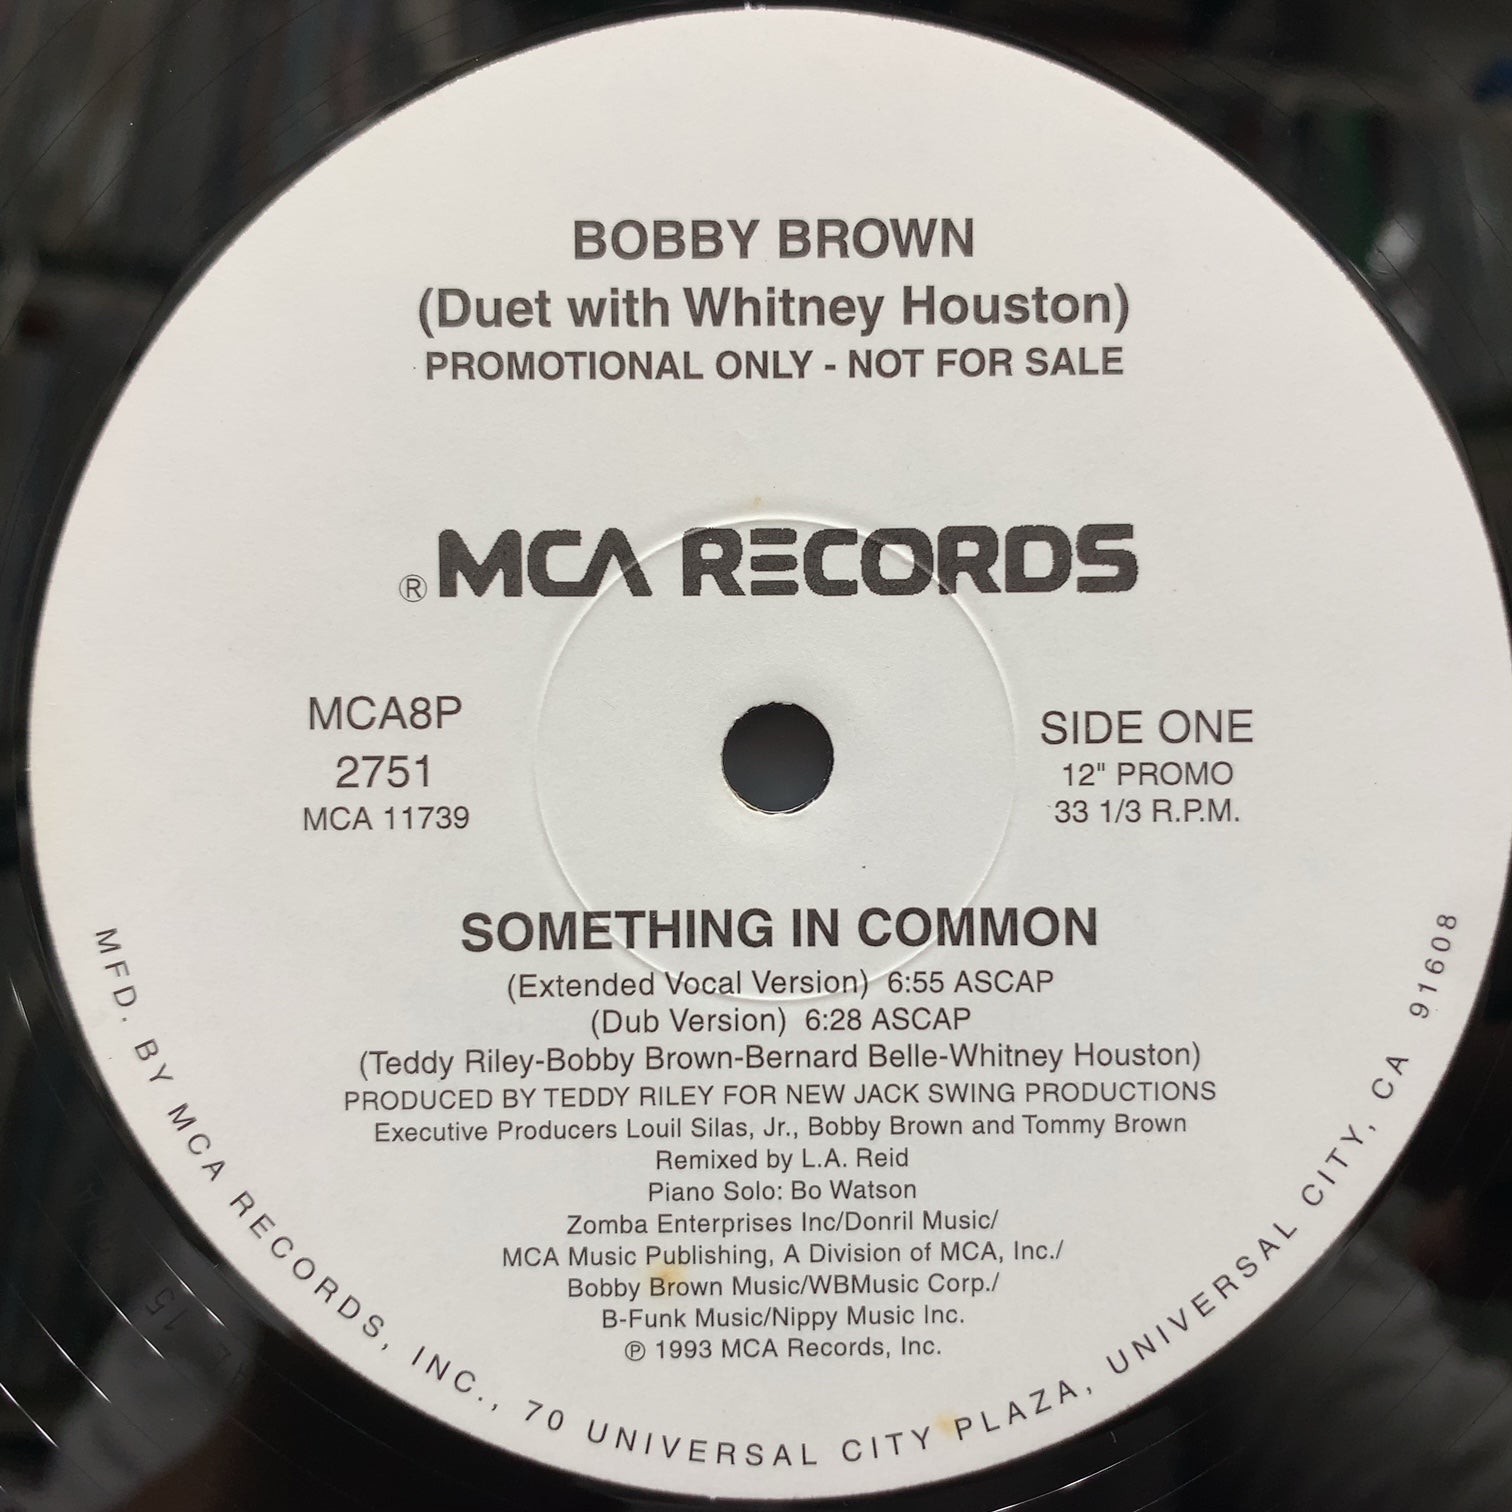 BOBBY BROWN
(Duet with Whitney Houston)
PROMOTIONAL ONLY - NOT FOR SALE
® MCA RECORDS
MCA8P
2751
MCA 11739
SIDE ONE
12" PROMO
33 1/3 R.P.M.
SOMETHING IN COMMON
(Extended Vocal Version) 6:55 ASCAP
(Dub Version) 6:28 ASCAP
(Teddy Riley-Bobby Brown-Bernard Belle-Whitney Houston)
PRODUCED BY TEDDY RILEY FOR NEW JACK SWING PRODUCTIONS
Executive Producers Louil Silas, Jr., Bobby Brown and Tommy Brown
Remixed by L.A. Reid
Piano Solo: Bo Watson
Zomba Enterprises Inc/Donril Music/
MCA Music Publishing, A Division of MCA, Inc./
Bobby Brown Music/WBMusic Corp./
B-Funk Music/Nippy Music Inc.
℗ 1993 MCA Records, Inc.
MFD. BY MCA RECORDS, INC., 70 UNIVERSAL CITY PLAZA, UNIVERSAL CITY, CA 91608